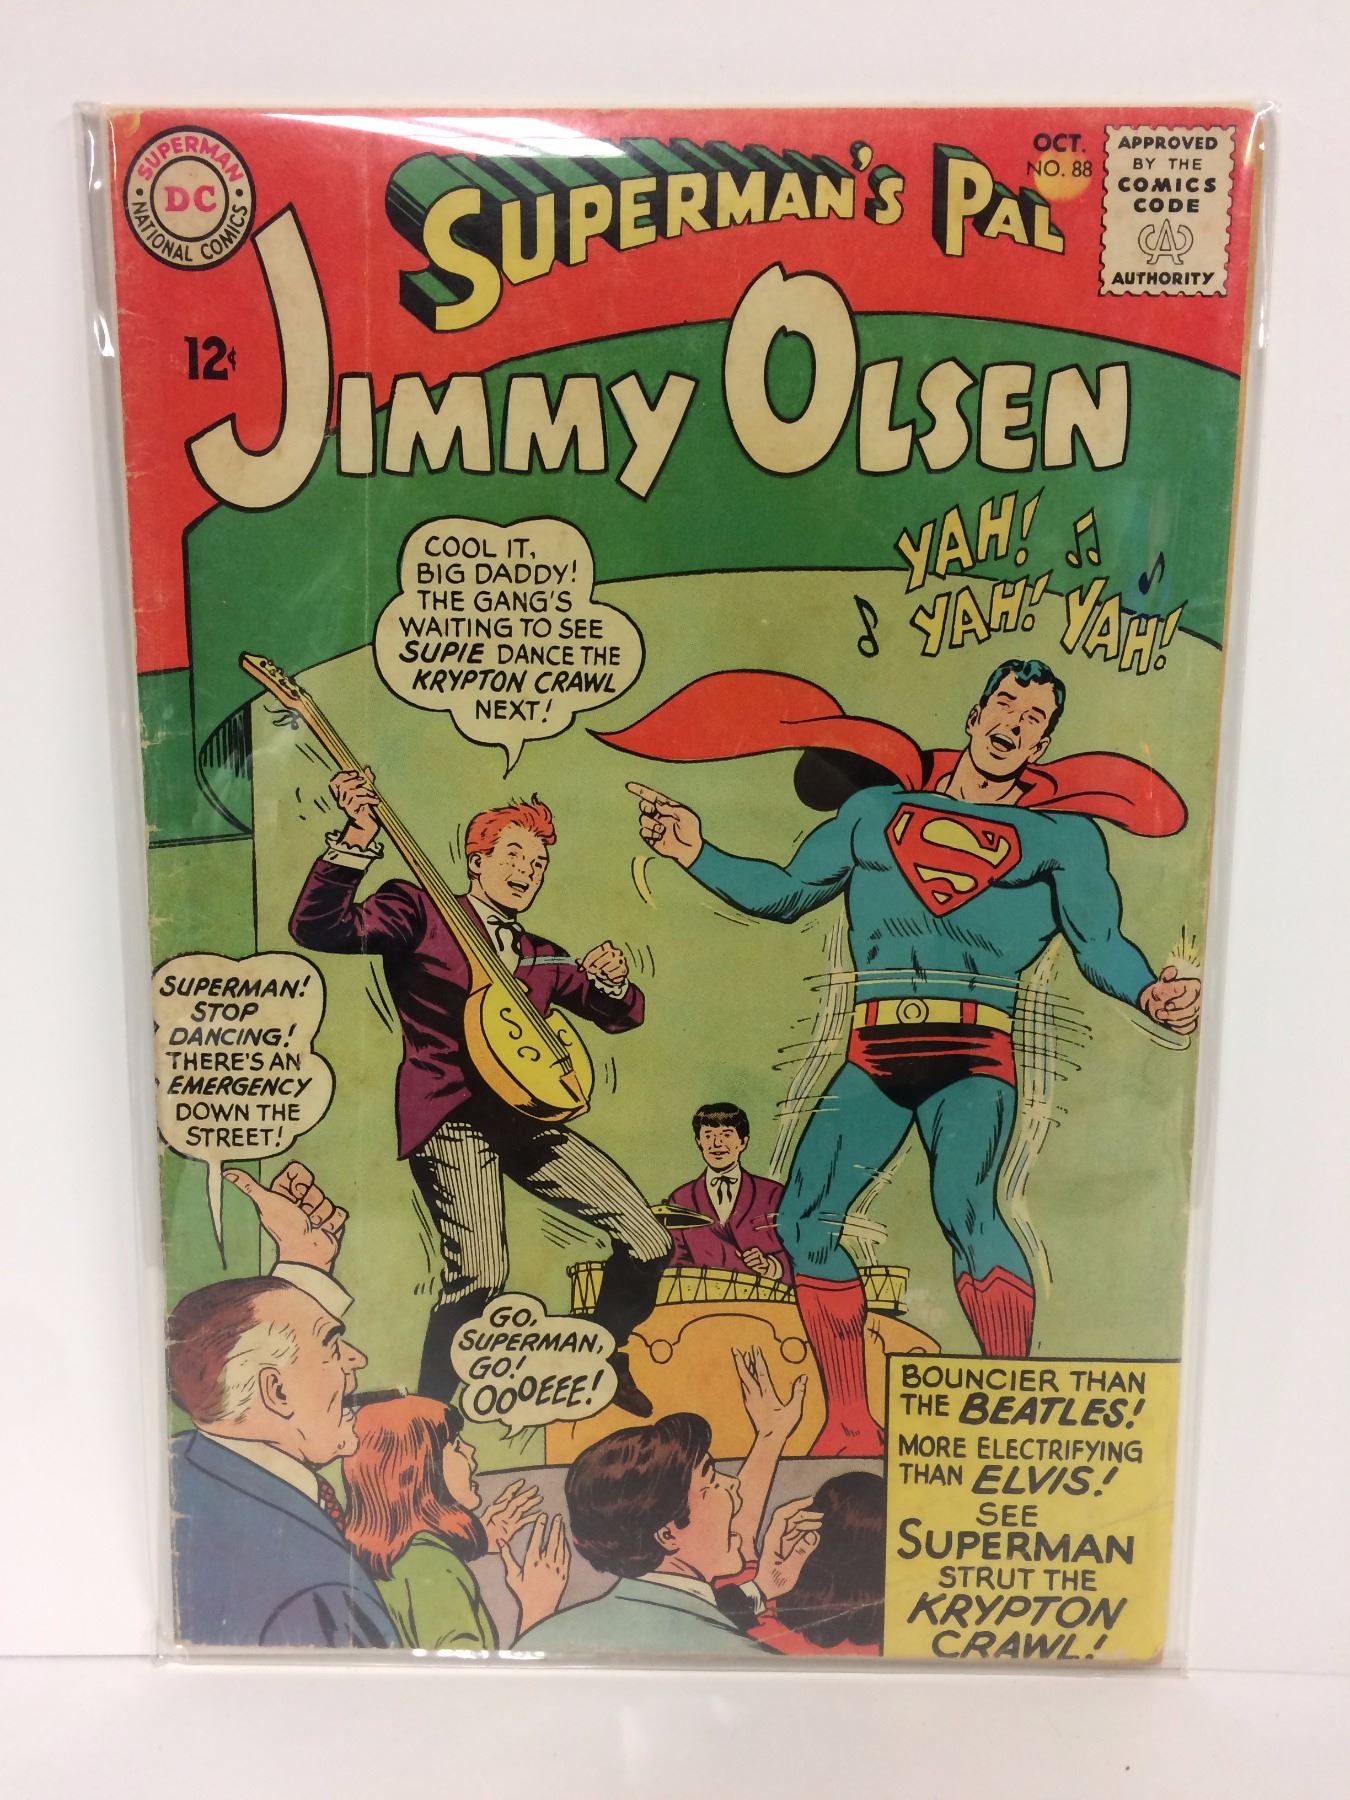 SUPERMAN
DC
NATIONAL COMICS
SUPERMAN'S PAL
OCT.
NO. 88
APPROVED
BY THE
COMICS
CODE
CA
AUTHORITY
12¢
JIMMY OLSEN
YAH!
YAH! YAH!
COOL IT,
BIG DADDY!
THE GANG'S
WAITING TO SEE
SUPIE DANCE THE
KRYPTON CRAWL
NEXT!
S
SUPERMAN!
STOP
DANCING!
THERE'S AN
EMERGENCY
DOWN THE
STREET!
GO,
SUPERMAN,
GO!
OOOEEE!
BOUNCIER THAN
THE BEATLES!
MORE ELECTRIFYING
THAN ELVIS!
SEE
SUPERMAN
STRUT THE
KRYPTON
CRAWL!